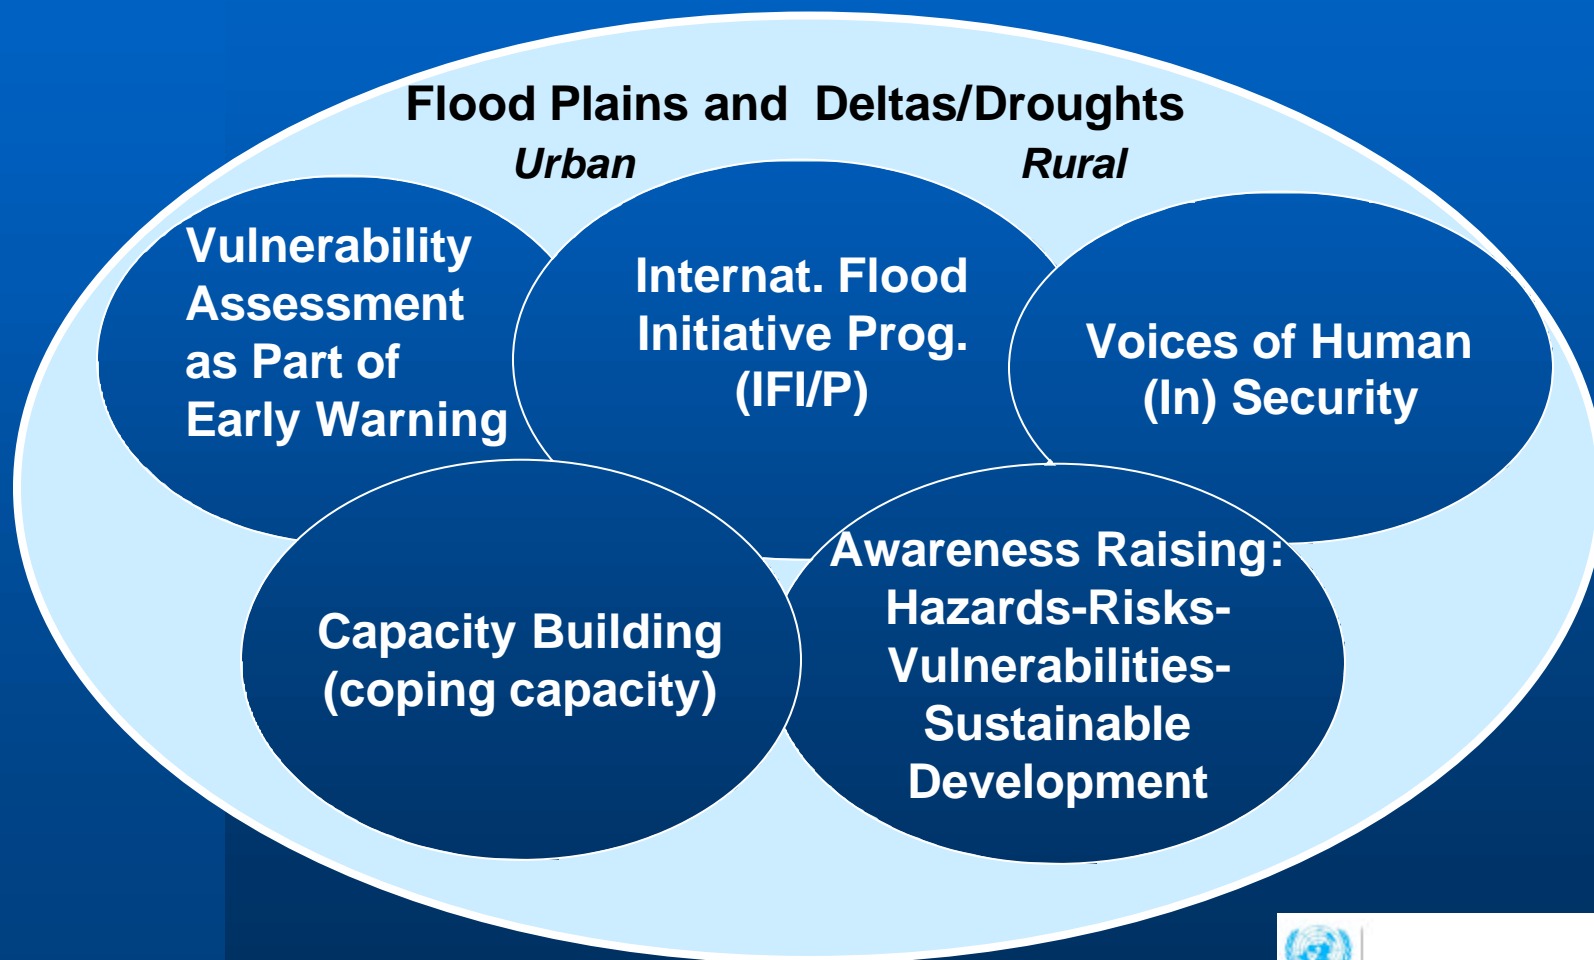 Flood Plains and Deltas/Droughts
Urban Rural
Vulnerability
Assessment
as Part of
Early Warning
Internat. Flood
Initiative Prog.
(IFI/P)
Voices of Human
(In) Security
Capacity Building
(coping capacity)
Awareness Raising:
Hazards-Risks-
Vulnerabilities-
Sustainable
Development